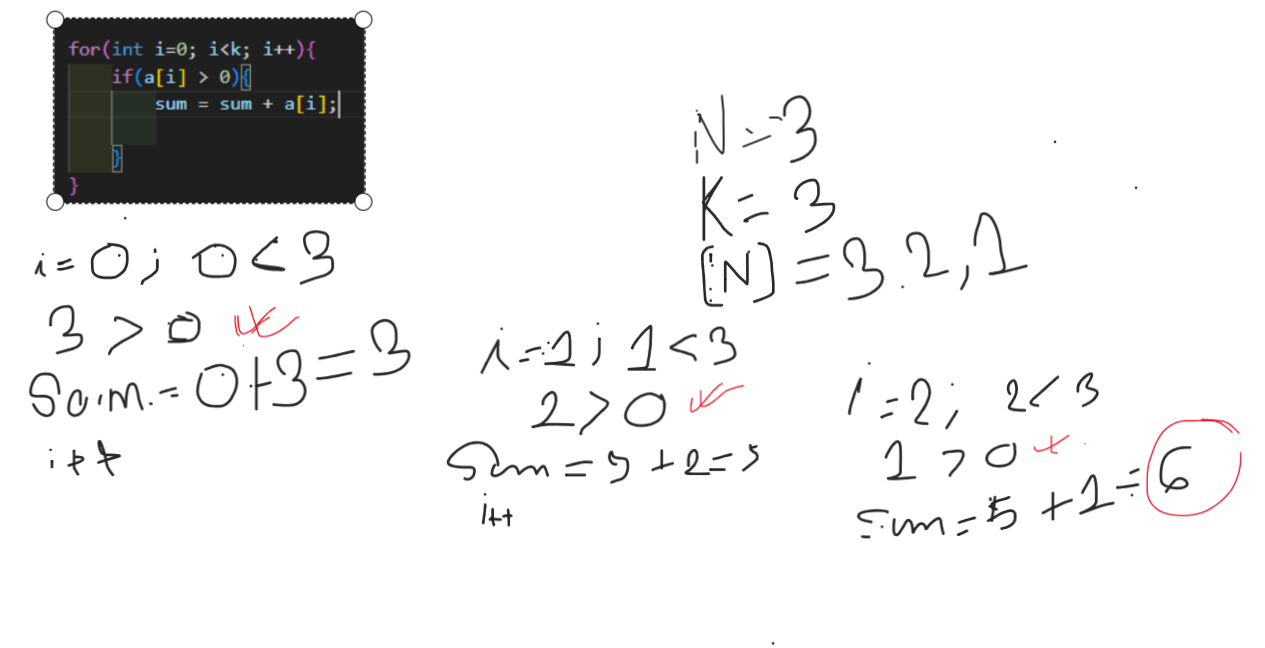 for(int i=0; i<k; i++){
if(a[i] > 0){
sum = sum + a[i];
}
}
N=3
K=3
[N]=3.2,1
i=0; 0<3
3>0
Sum.=0+3=3
i++
i=1; 1<3
2>0
Sum=3+2=5
i++
i=2; 2<3
1>0
Sum=5+1=6